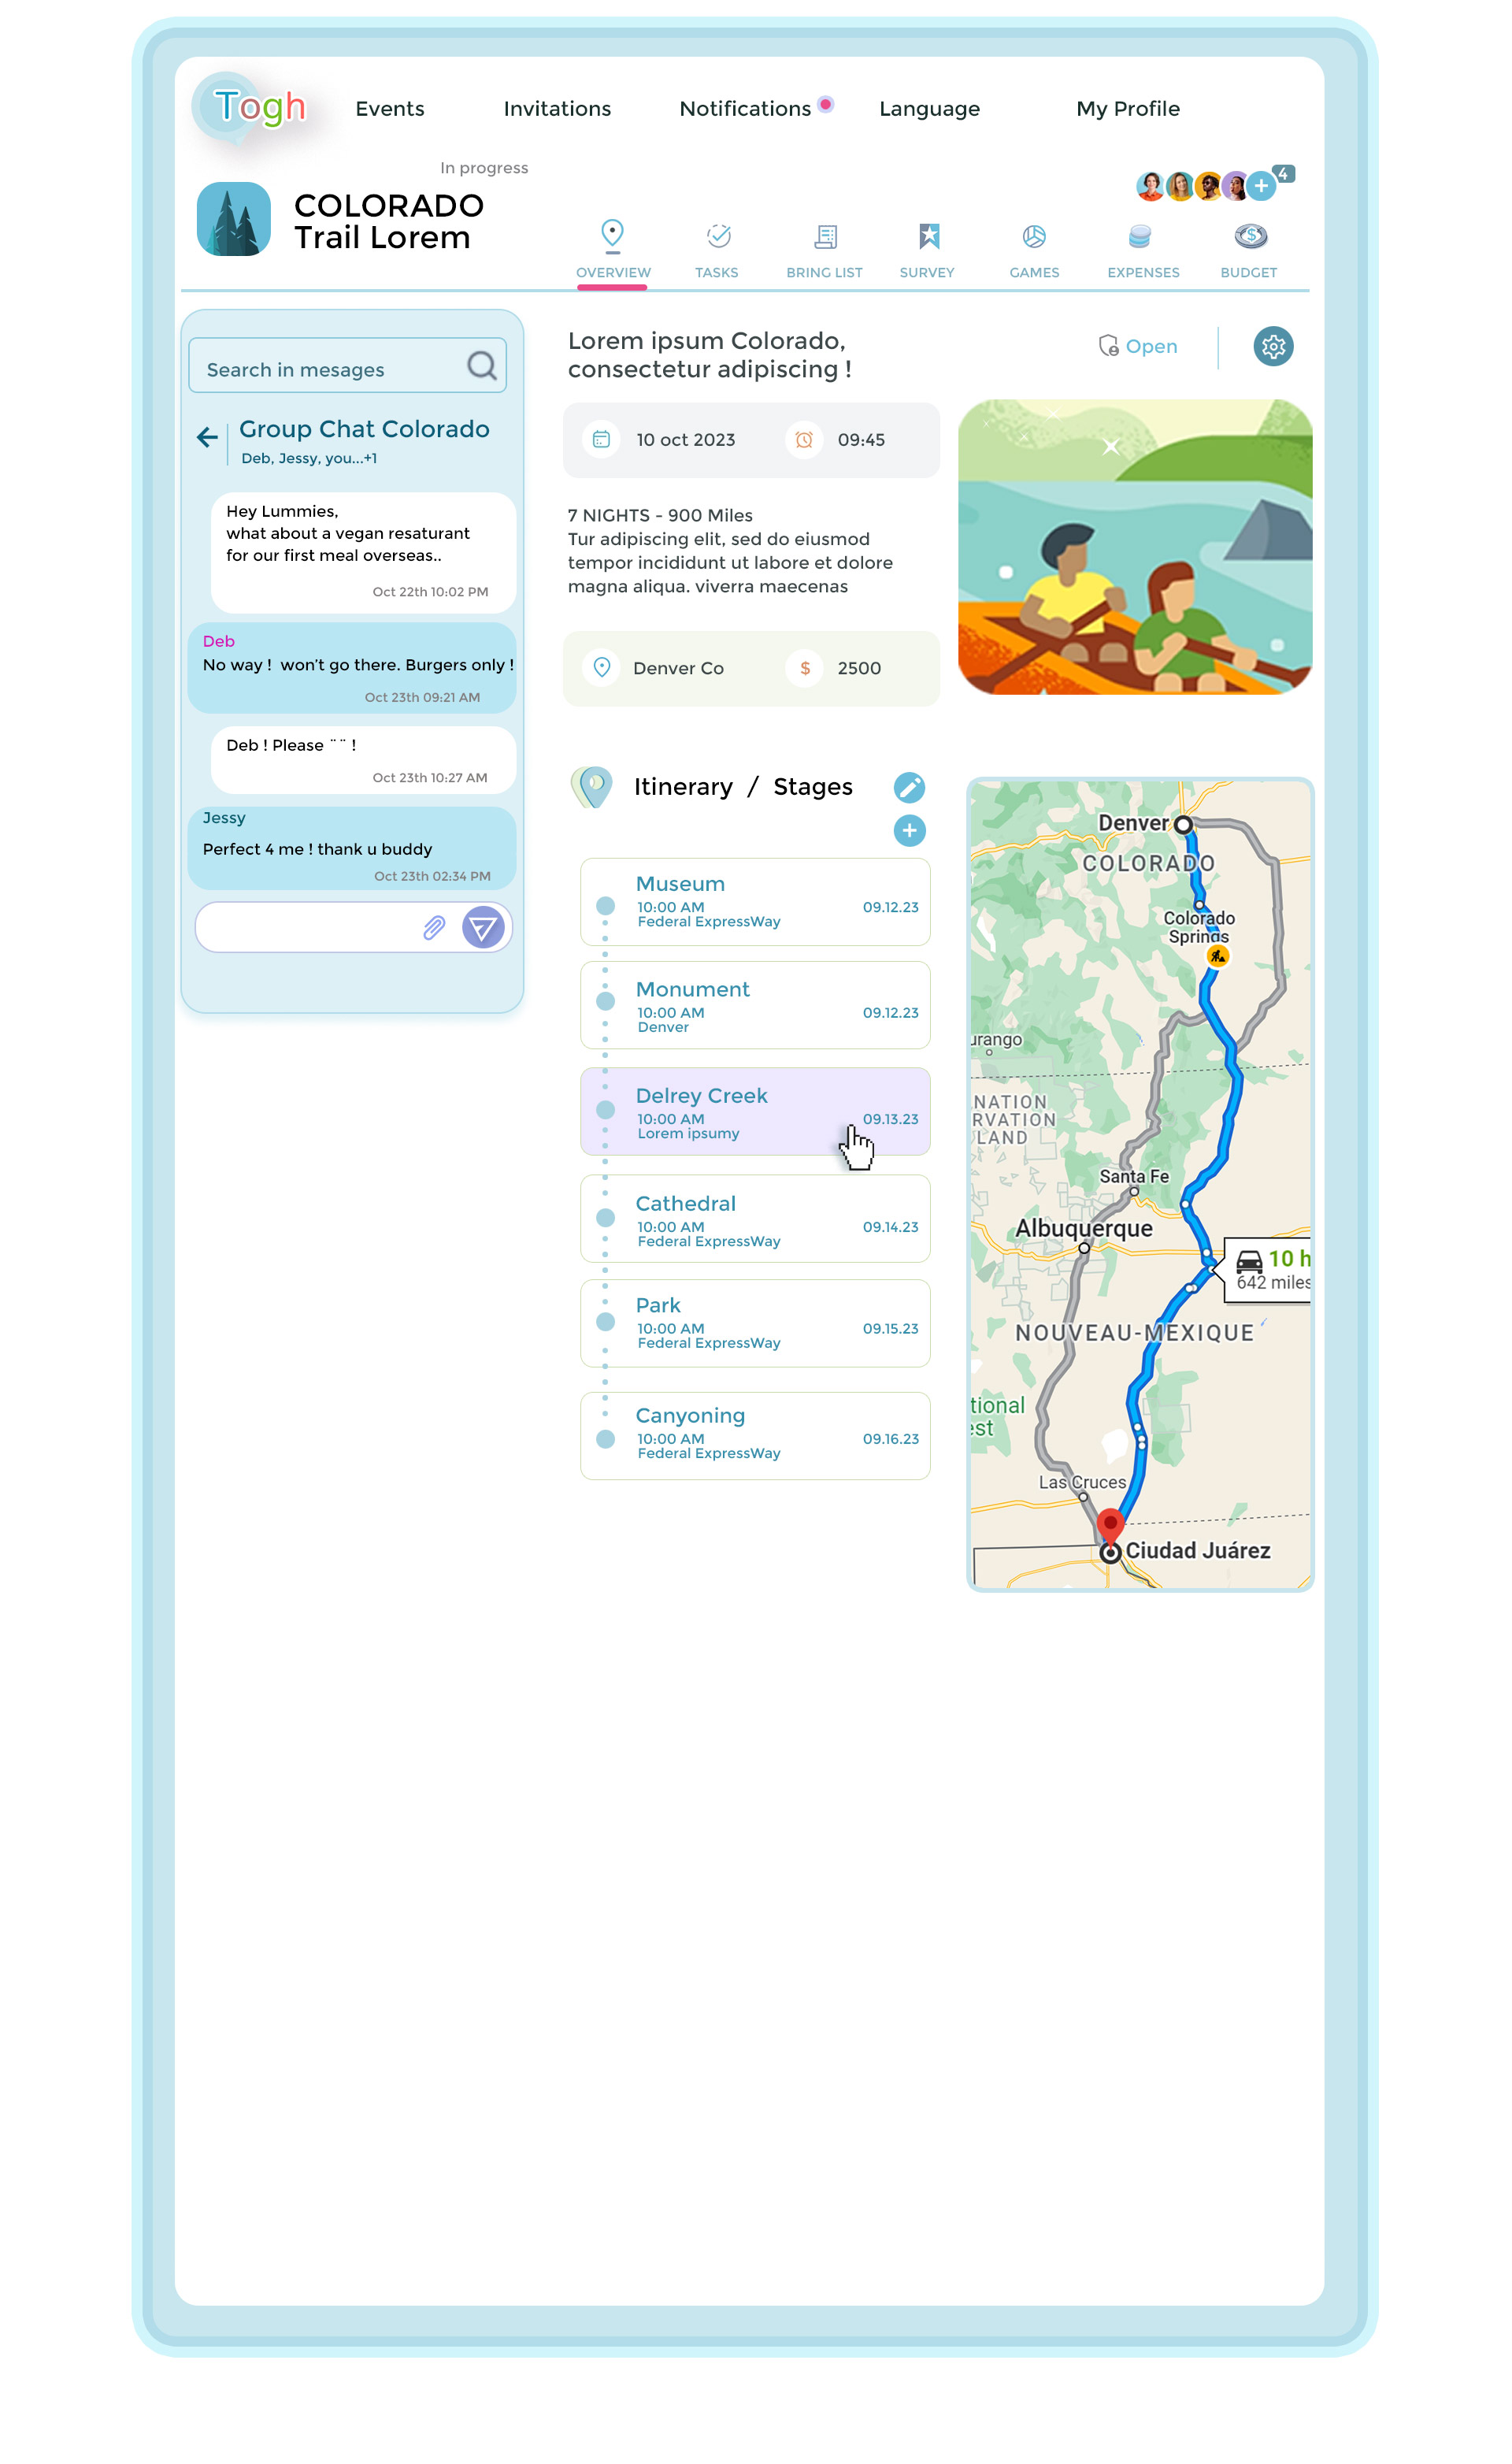 Togh
Events
Invitations
Notifications
Language
My Profile
In progress
4
COLORADO
Trail Lorem
OVERVIEW
TASKS
BRING LIST
SURVEY
GAMES
EXPENSES
$
BUDGET
Search in mesages
Group Chat Colorado
Deb, Jessy, you...+1
Hey Lummies,
what about a vegan resaturant
for our first meal overseas..
Oct 22th 10:02 PM
Deb
No way !  won't go there. Burgers only !
Oct 23th 09:21 AM
Deb ! Please ¨¨ !
Oct 23th 10:27 AM
Jessy
Perfect 4 me ! thank u buddy
Oct 23th 02:34 PM
Lorem ipsum Colorado,
consectetur adipiscing !
Open
10 oct 2023
09:45
7 NIGHTS - 900 Miles
Tur adipiscing elit, sed do eiusmod
tempor incididunt ut labore et dolore
magna aliqua. viverra maecenas
Denver Co
$
2500
Itinerary / Stages
Museum
10:00 AM
09.12.23
Federal ExpressWay
Monument
10:00 AM
09.12.23
Denver
Delrey Creek
10:00 AM
09.13.23
Lorem ipsumy
Cathedral
10:00 AM
09.14.23
Federal ExpressWay
Park
10:00 AM
09.15.23
Federal ExpressWay
Canyoning
10:00 AM
09.16.23
Federal ExpressWay
Denver
COLORADO
Colorado
Springs
urango
NATION
RVATION
LAND
Santa Fe
Albuquerque
10 h
642 miles
NOUVEAU-MEXIQUE
tional
est
Las Cruces
Ciudad Juárez